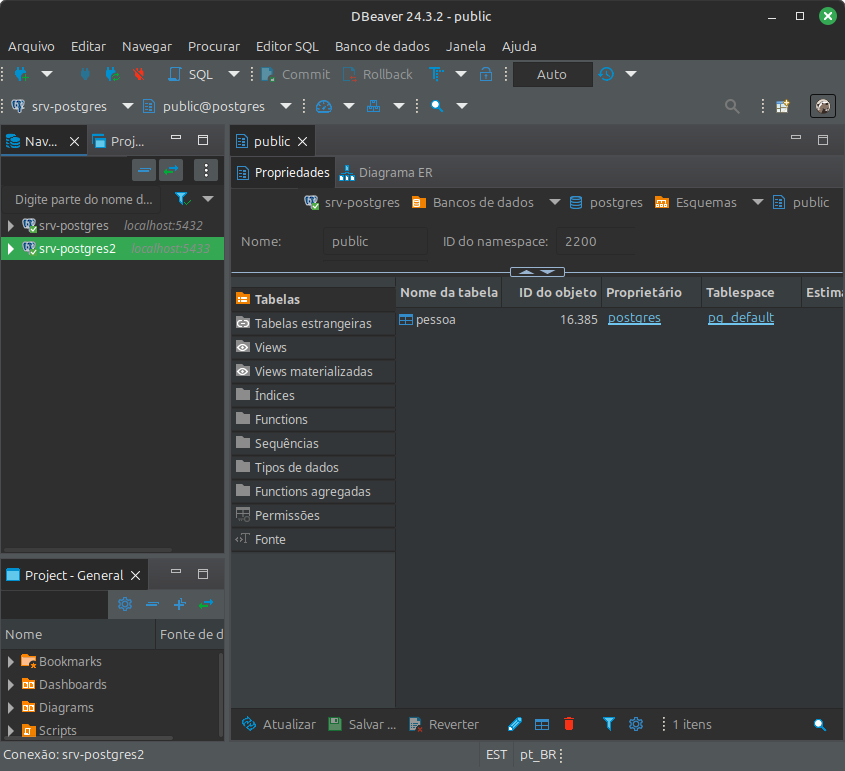 DBeaver 24.3.2 - public
Arquivo Editar Navegar Procurar Editor SQL Banco de dados Janela Ajuda
SQL Commit Rollback Auto
srv-postgres public@postgres
Nav... Proj...
Digite parte do nome d...
srv-postgres localhost:5432
srv-postgres2 localhost:5433
public
Propriedades Diagrama ER
srv-postgres Bancos de dados postgres Esquemas public
Nome: public ID do namespace: 2200
Tabelas
Tabelas estrangeiras
Views
Views materializadas
Índices
Functions
Sequências
Tipos de dados
Functions agregadas
Permissões
Fonte
Nome da tabela ID do objeto Proprietário Tablespace Estima
pessoa 16.385 postgres pg_default
Project - General
Nome Fonte de d
Bookmarks
Dashboards
Diagrams
Scripts
Atualizar Salvar ... Reverter 1 itens
Conexão: srv-postgres2 EST pt_BR